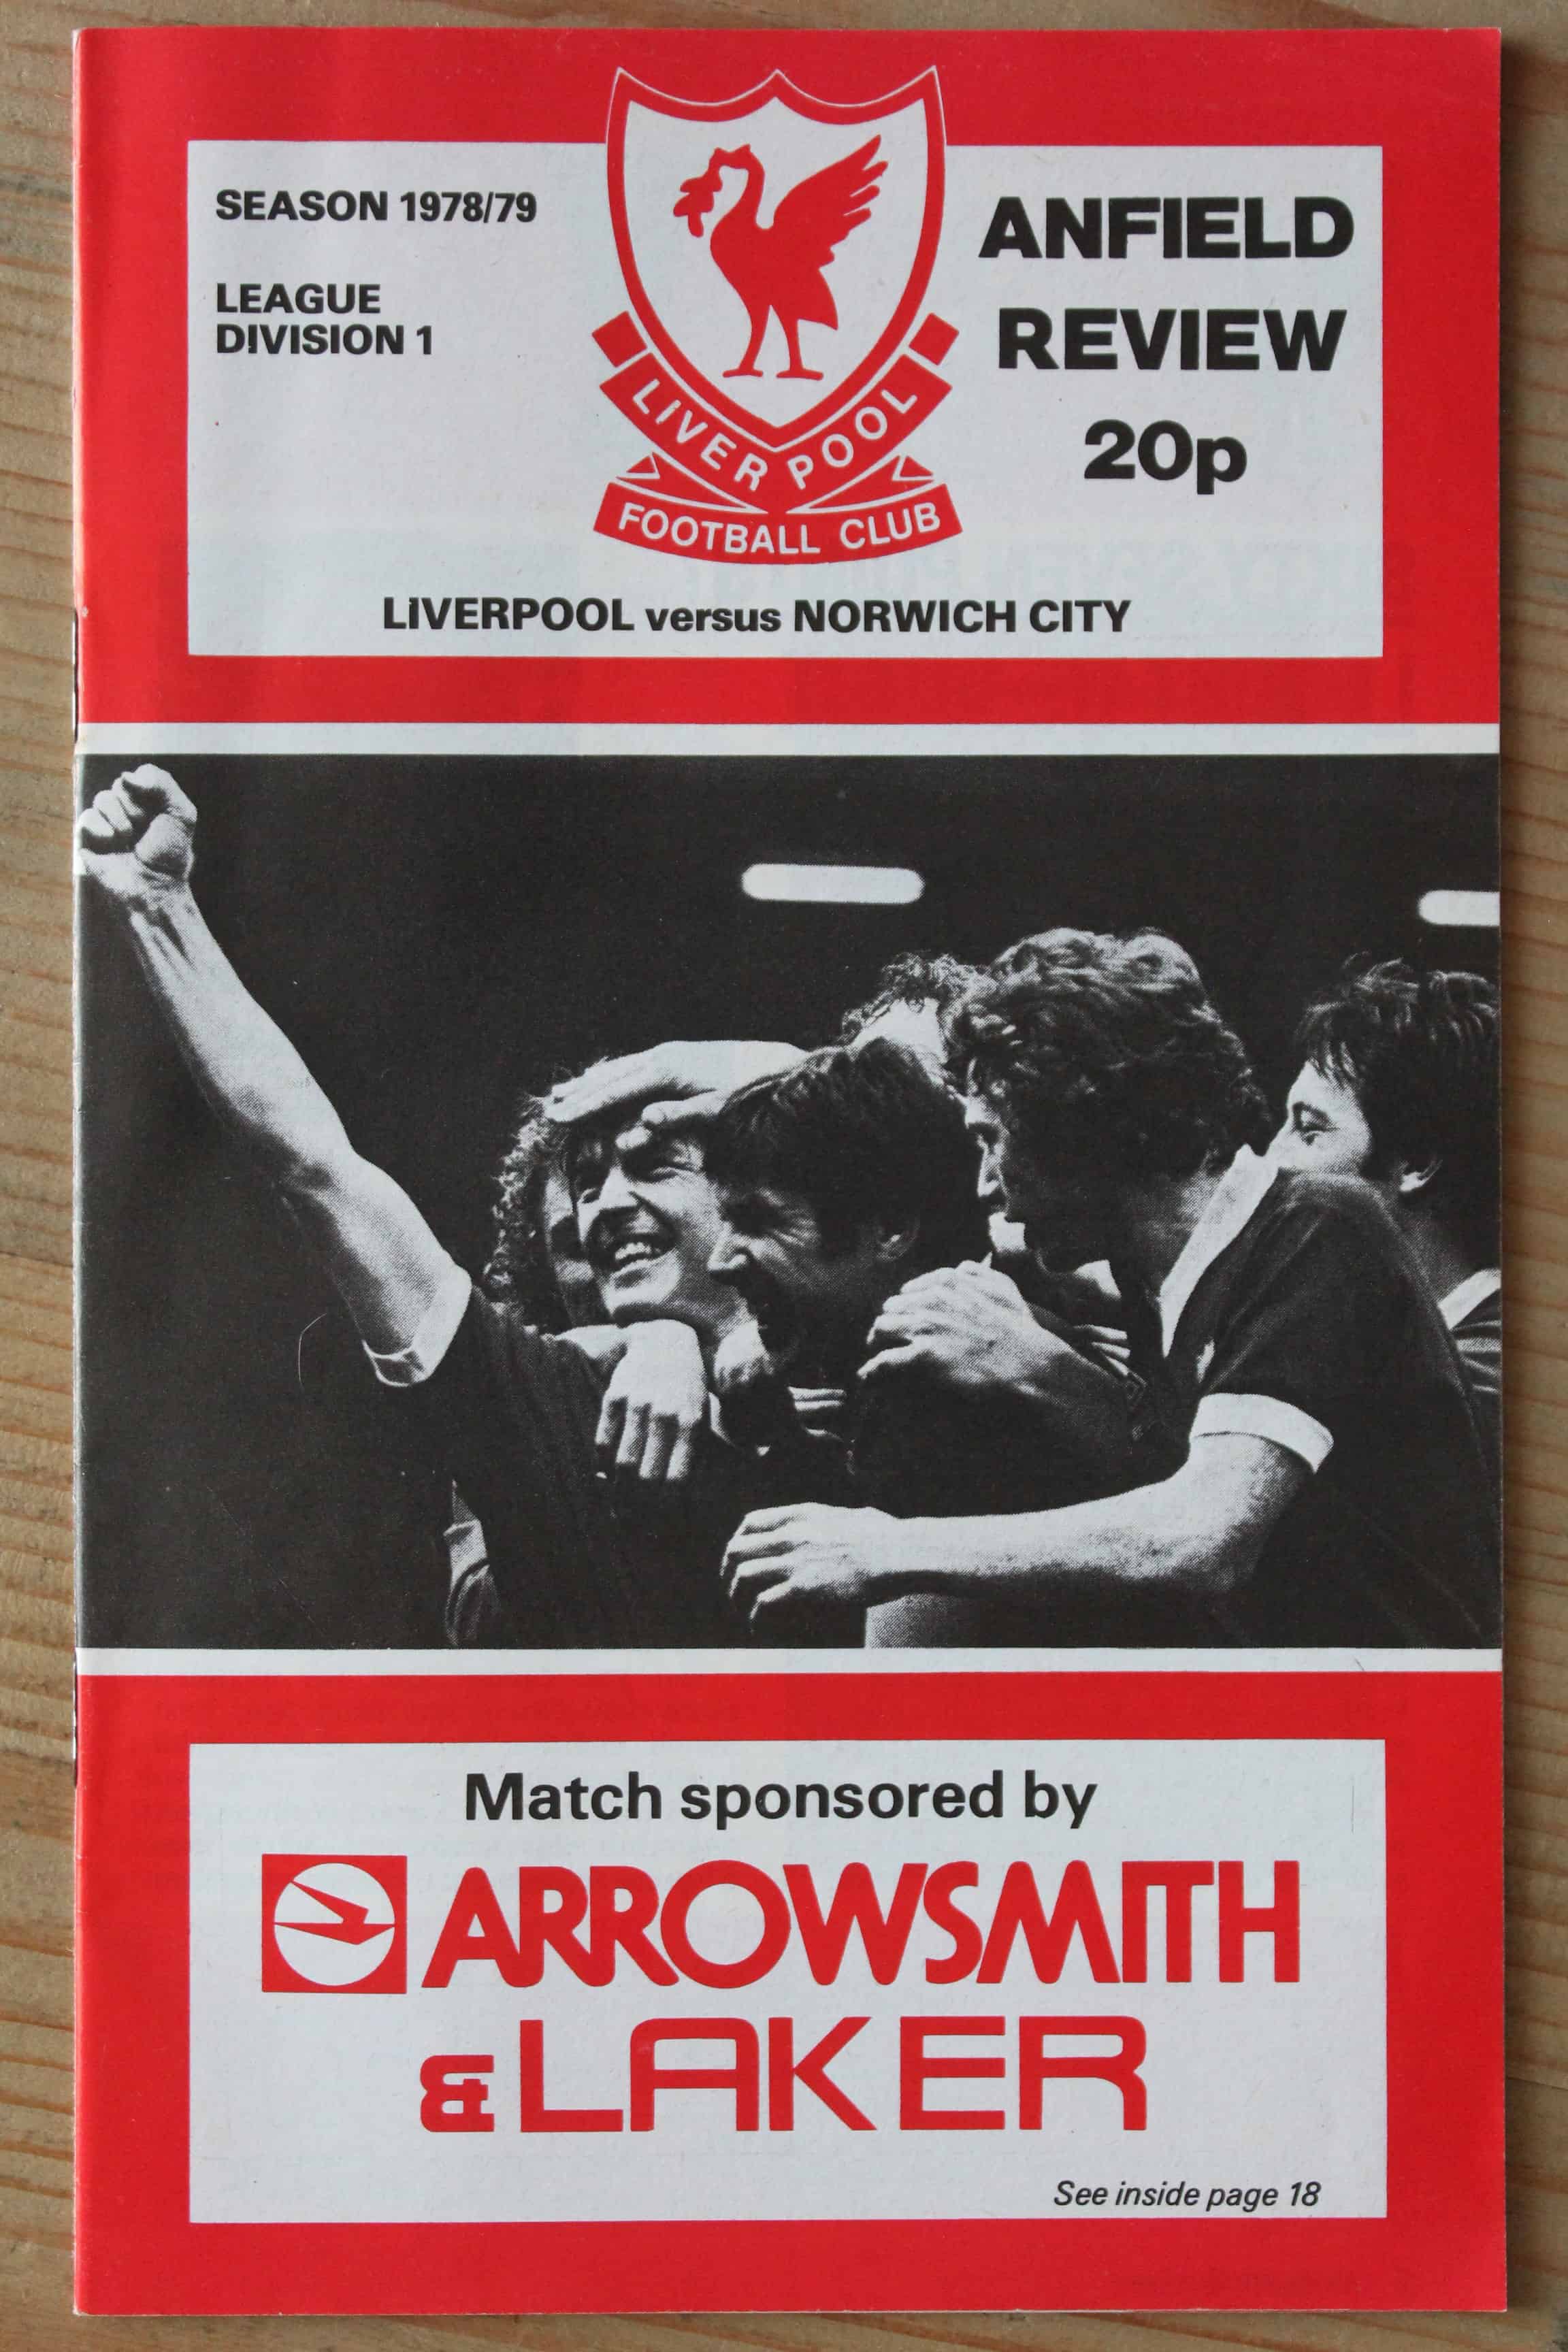 SEASON 1978/79
LEAGUE
DIVISION 1
LIVERPOOL
FOOTBALL CLUB
ANFIELD
REVIEW
20p
LIVERPOOL versus NORWICH CITY
Match sponsored by
ARROWSMITH
& LAKER
See inside page 18